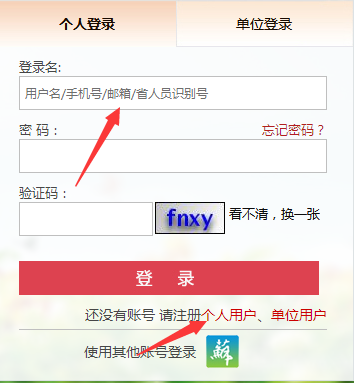 个人登录 单位登录
登录名:
用户名/手机号/邮箱/省人员识别号
密 码： 忘记密码？
验证码：
fnxy 看不清，换一张
登 录
还没有账号 请注册个人用户、单位用户
使用其他账号登录 蘇